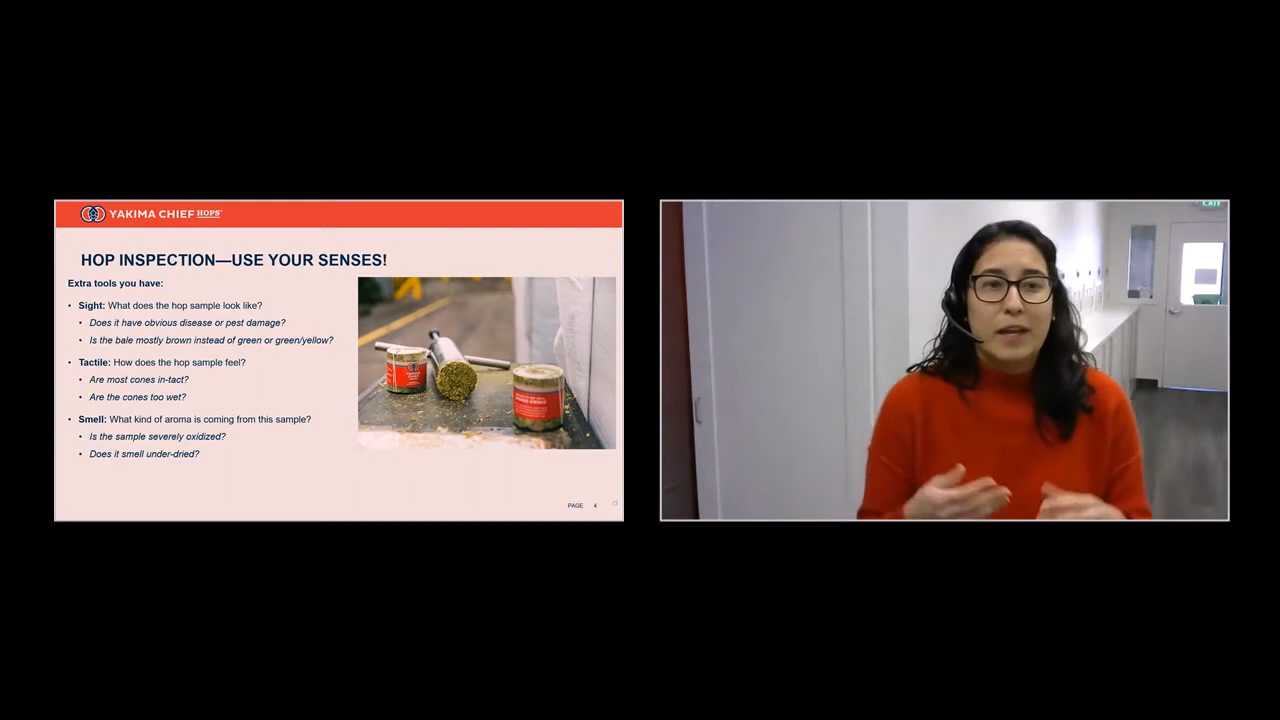 YAKIMA CHIEF HOPS'
HOP INSPECTION—USE YOUR SENSES!
Extra tools you have:
• Sight: What does the hop sample look like?
• Does it have obvious disease or pest damage?
• Is the bale mostly brown instead of green or green/yellow?
• Tactile: How does the hop sample feel?
• Are most cones in-tact?
• Are the cones too wet?
• Smell: What kind of aroma is coming from this sample?
• Is the sample severely oxidized?
• Does it smell under-dried?
PAGE 4
EXIT